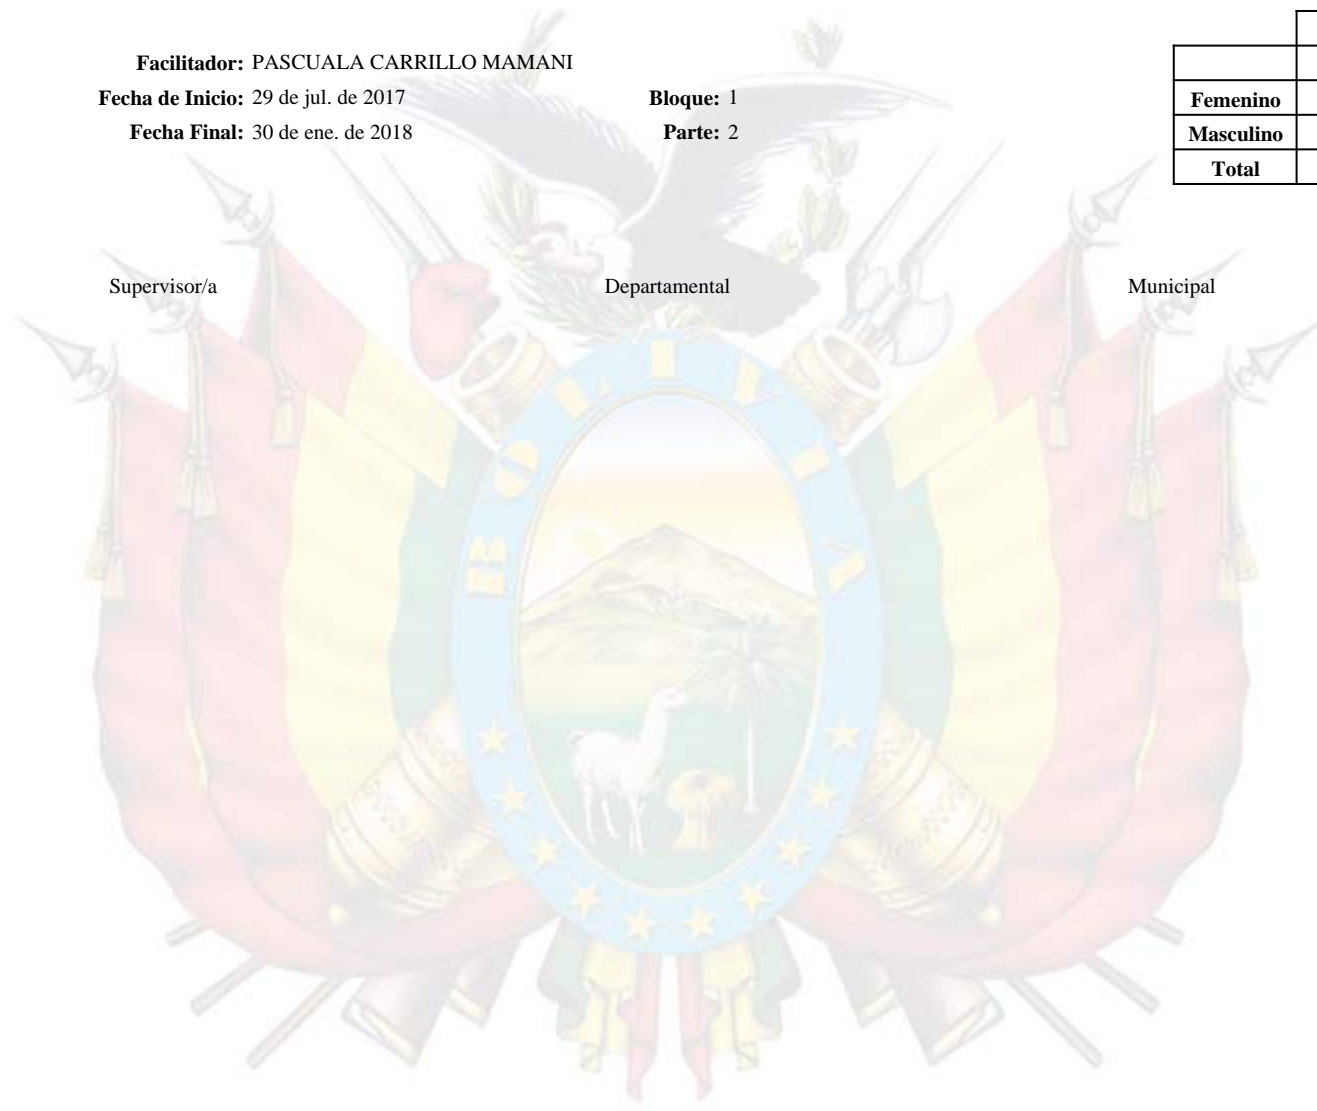 Facilitador: PASCUALA CARRILLO MAMANI
Fecha de Inicio: 29 de jul. de 2017 Bloque: 1
Femenino
Fecha Final: 30 de ene. de 2018 Parte: 2
Masculino
Total
Supervisor/a Departamental Municipal
BOLIVIA